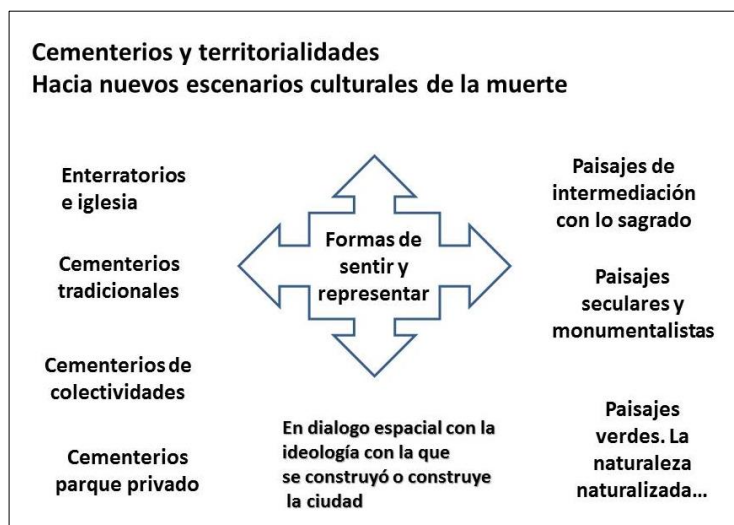 Cementerios y territorialidades
Hacia nuevos escenarios culturales de la muerte
Enterratorios
e iglesia
Cementerios
tradicionales
Cementerios de
colectividades
Cementerios
parque privado
Formas de
sentir y
representar
En dialogo espacial con la
ideología con la que
se construyó o construye
la ciudad
Paisajes de
intermediación
con lo sagrado
Paisajes
seculares y
monumentalistas
Paisajes
verdes. La
naturaleza
naturalizada...